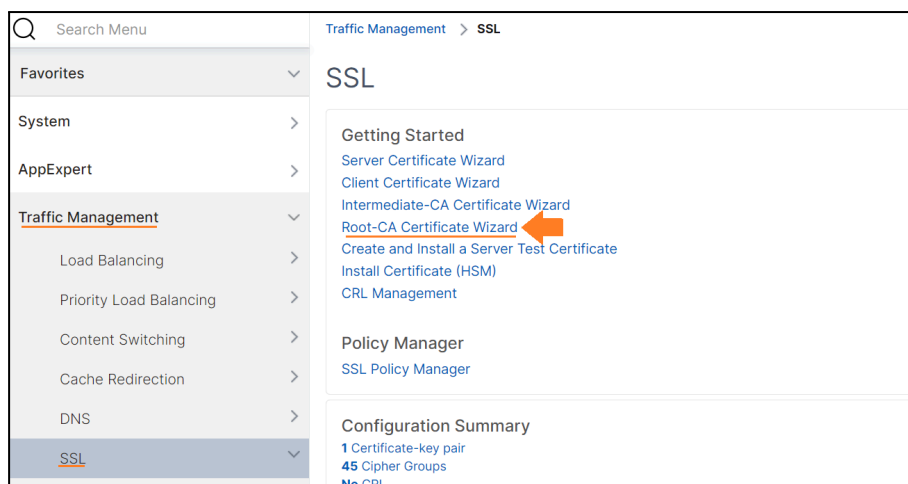 Search Menu
Favorites
System
AppExpert
Traffic Management
Load Balancing
Priority Load Balancing
Content Switching
Cache Redirection
DNS
SSL
Traffic Management > SSL
SSL
Getting Started
Server Certificate Wizard
Client Certificate Wizard
Intermediate-CA Certificate Wizard
Root-CA Certificate Wizard
Create and Install a Server Test Certificate
Install Certificate (HSM)
CRL Management
Policy Manager
SSL Policy Manager
Configuration Summary
1 Certificate-key pair
45 Cipher Groups
No CRL